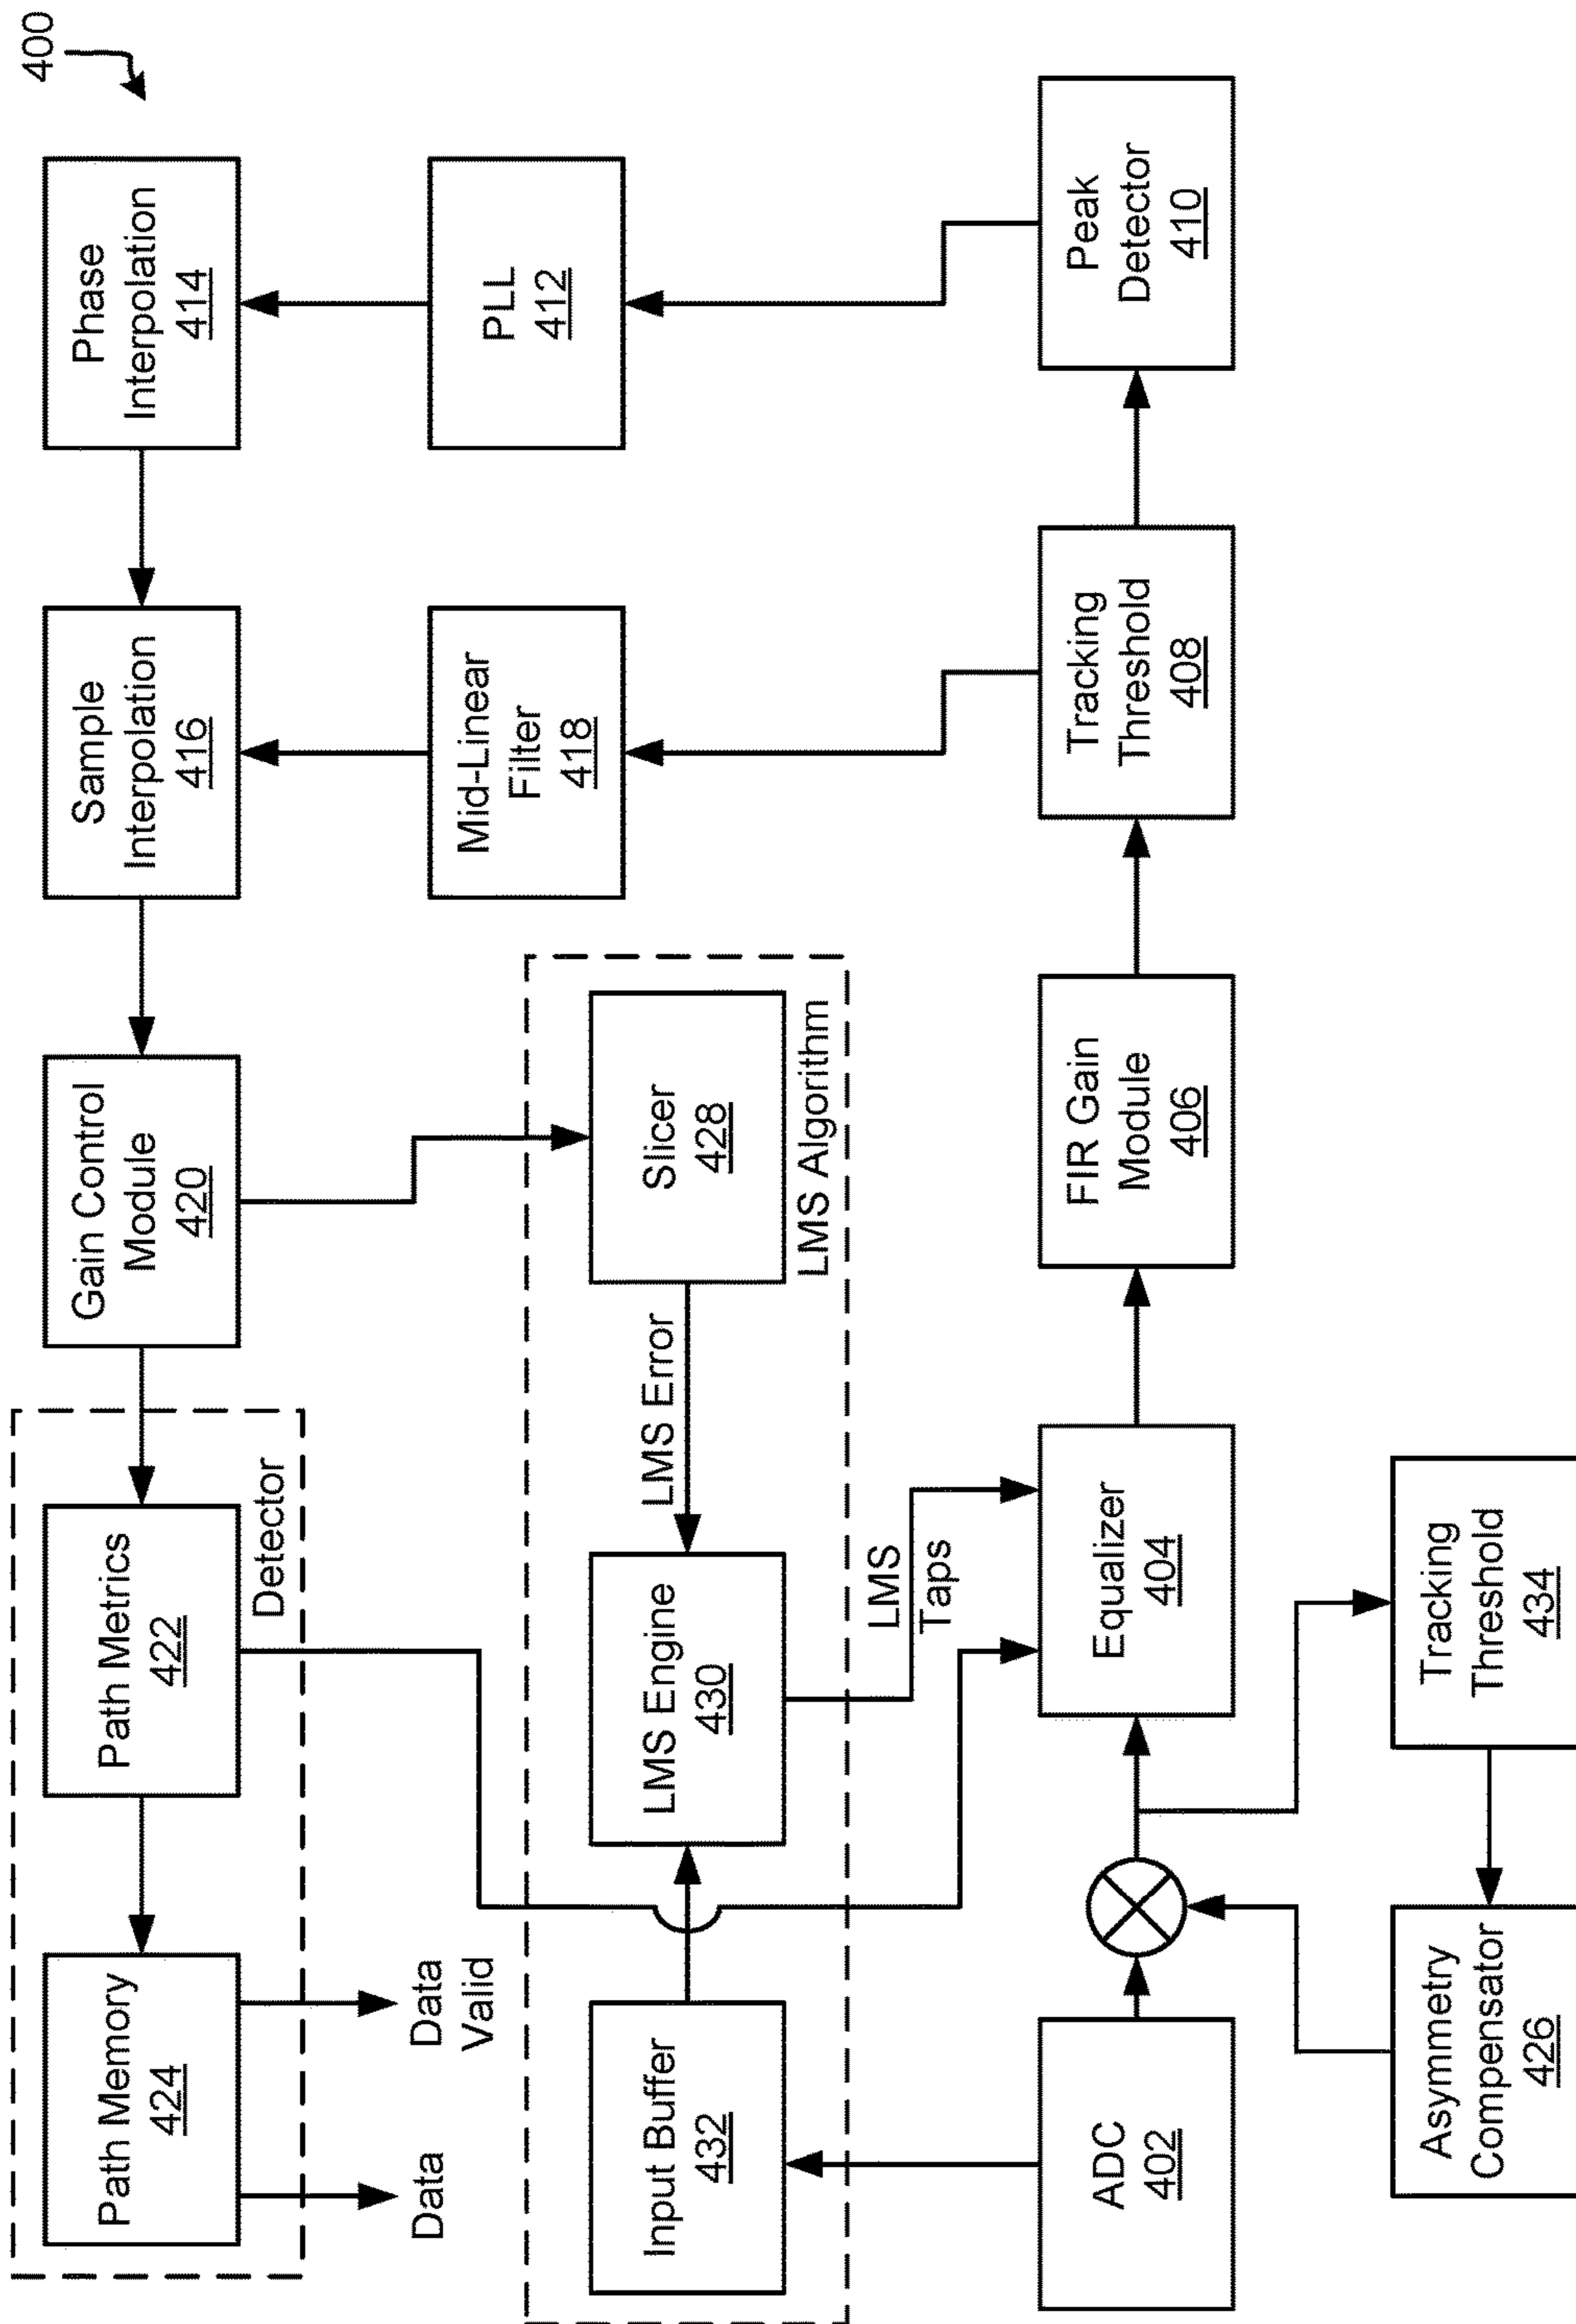 400
Path Memory
424
Path Metrics
422
Gain Control
Module
420
Sample
Interpolation
416
Phase
Interpolation
414
Detector
Data
Data
Valid
Mid-Linear
Filter
418
PLL
412
Input Buffer
432
LMS Engine
430
LMS Error
Slicer
428
LMS Algorithm
LMS
Taps
ADC
402
Equalizer
404
FIR Gain
Module
406
Tracking
Threshold
408
Peak
Detector
410
Asymmetry
Compensator
426
Tracking
Threshold
434